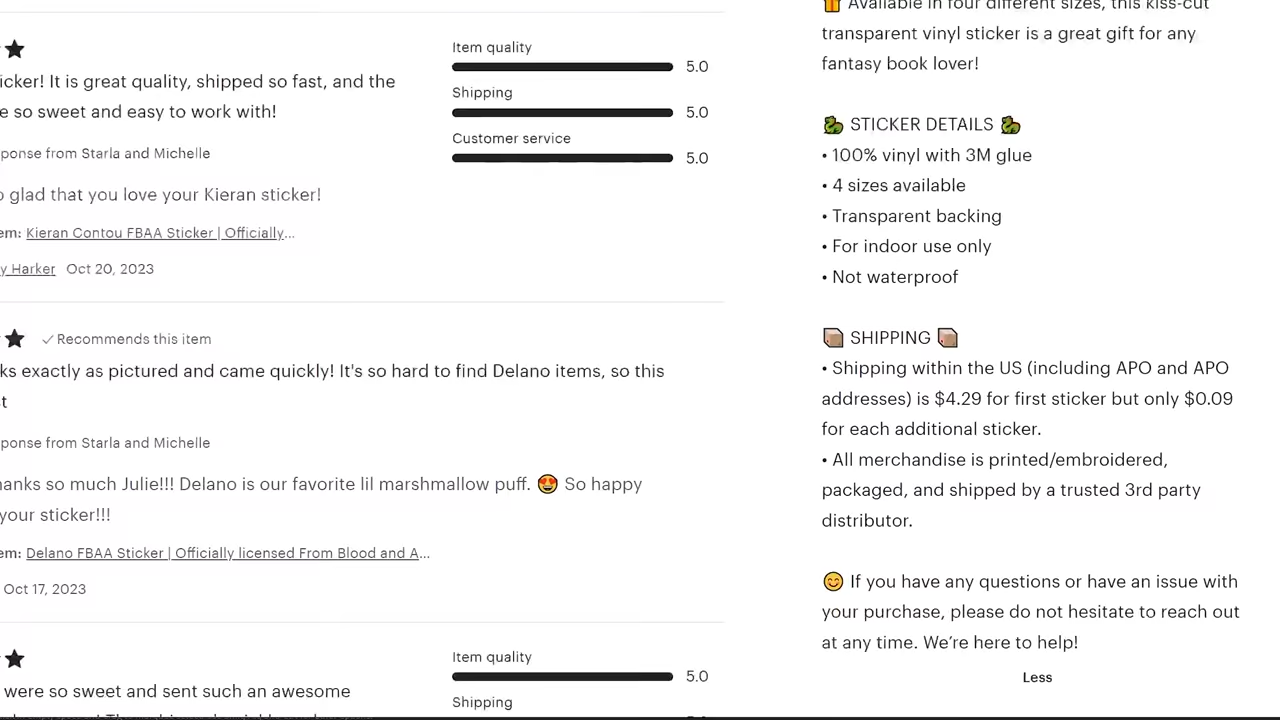 icker! It is great quality, shipped so fast, and the
e so sweet and easy to work with!
ponse from Starla and Michelle
o glad that you love your Kieran sticker!
em: Kieran Contou FBAA Sticker | Officially...
y Harker Oct 20, 2023
Item quality
5.0
Shipping
5.0
Customer service
5.0
Recommends this item
ks exactly as pictured and came quickly! It's so hard to find Delano items, so this
t
ponse from Starla and Michelle
anks so much Julie!!! Delano is our favorite lil marshmallow puff. 😍 So happy
your sticker!!!
em: Delano FBAA Sticker | Officially licensed From Blood and A...
Oct 17, 2023
were so sweet and sent such an awesome
Item quality
5.0
Shipping
🎁 Available in four different sizes, this kiss-cut
transparent vinyl sticker is a great gift for any
fantasy book lover!
🐉 STICKER DETAILS 🐉
• 100% vinyl with 3M glue
• 4 sizes available
• Transparent backing
• For indoor use only
• Not waterproof
📦 SHIPPING 📦
• Shipping within the US (including APO and APO
addresses) is $4.29 for first sticker but only $0.09
for each additional sticker.
• All merchandise is printed/embroidered,
packaged, and shipped by a trusted 3rd party
distributor.
😊 If you have any questions or have an issue with
your purchase, please do not hesitate to reach out
at any time. We're here to help!
Less